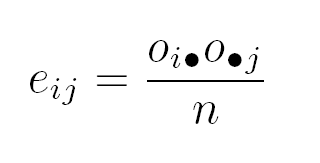 e_{ij} = \frac{o_{i\bullet} o_{\bullet j}}{n}